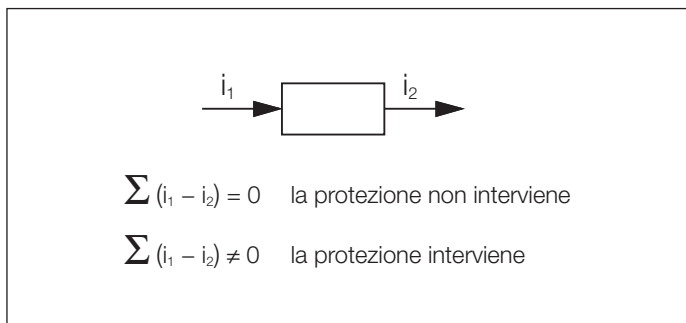 i₁ i₂
Σ (i₁ – i₂) = 0 la protezione non interviene
Σ (i₁ – i₂) ≠ 0 la protezione interviene